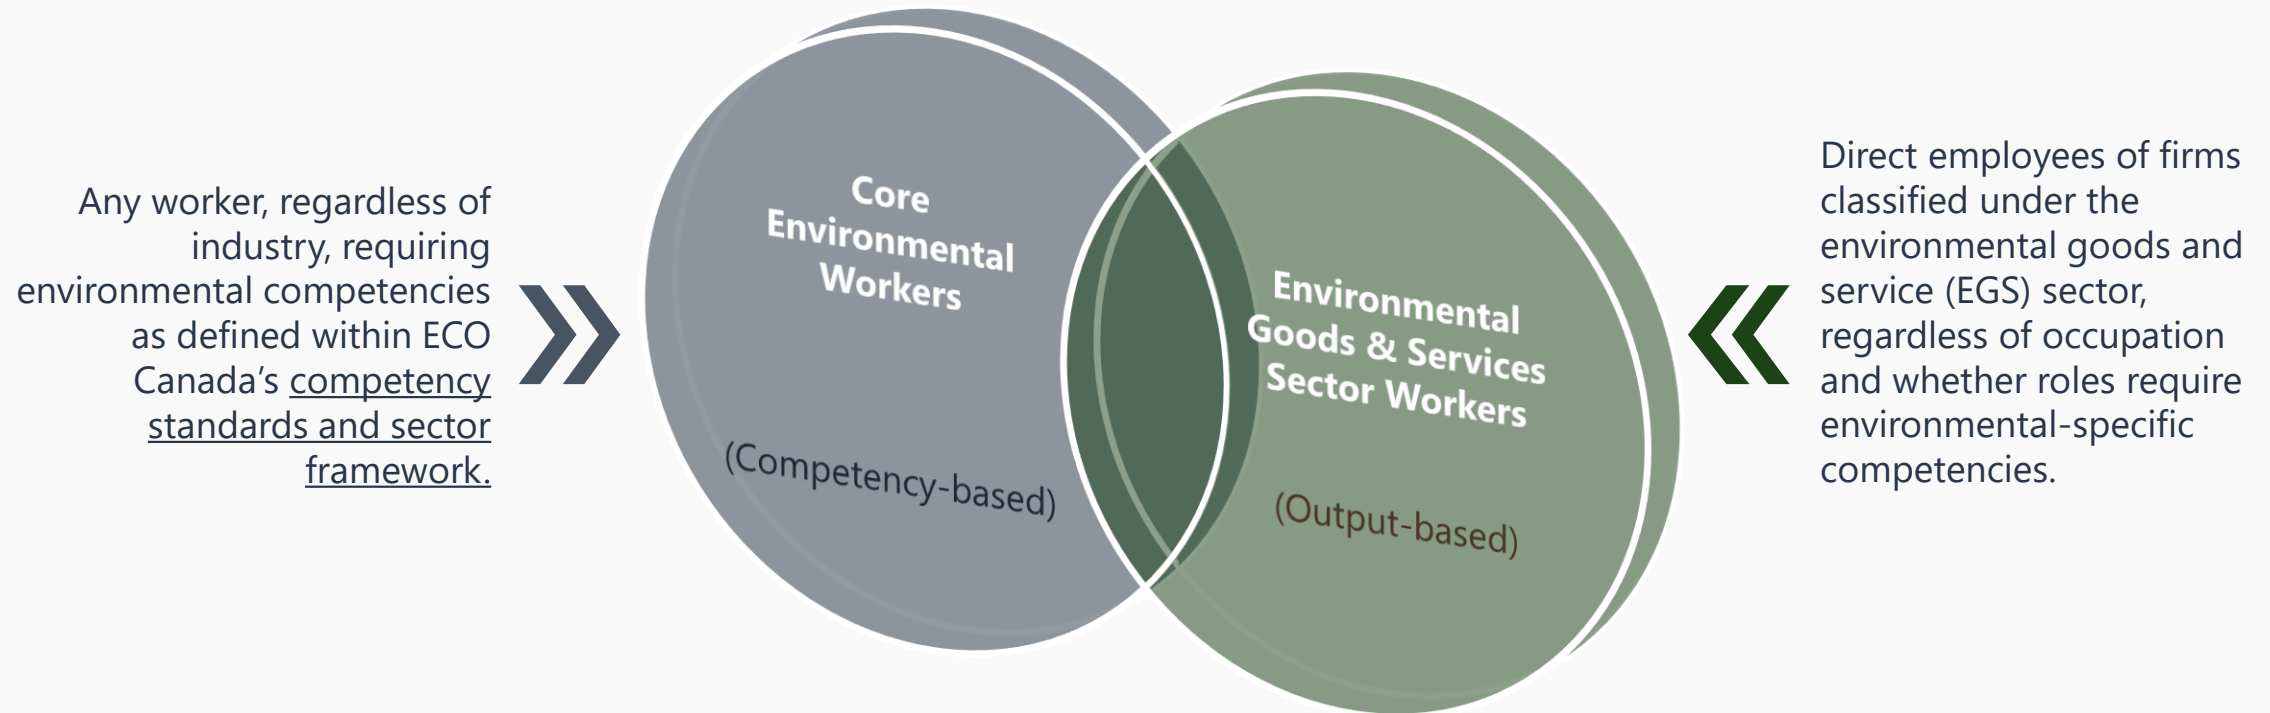 Any worker, regardless of
industry, requiring
environmental competencies
as defined within ECO
Canada’s competency
standards and sector
framework.
Core
Environmental
Workers
(Competency-based)
Environmental
Goods & Services
Sector Workers
(Output-based)
Direct employees of firms
classified under the
environmental goods and
service (EGS) sector,
regardless of occupation
and whether roles require
environmental-specific
competencies.